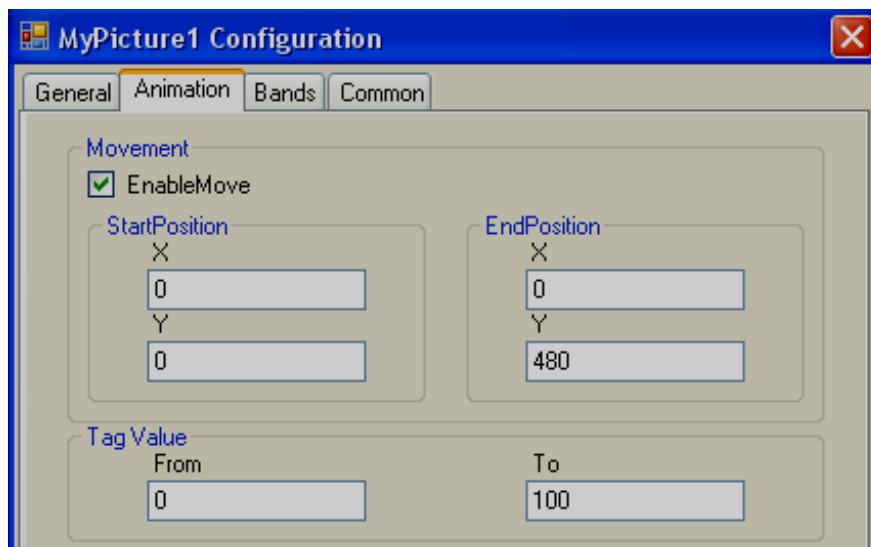 MyPicture1 Configuration
General Animation Bands Common
Movement
EnableMove
StartPosition EndPosition
X X
0 0
Y Y
0 480
Tag Value
From To
0 100